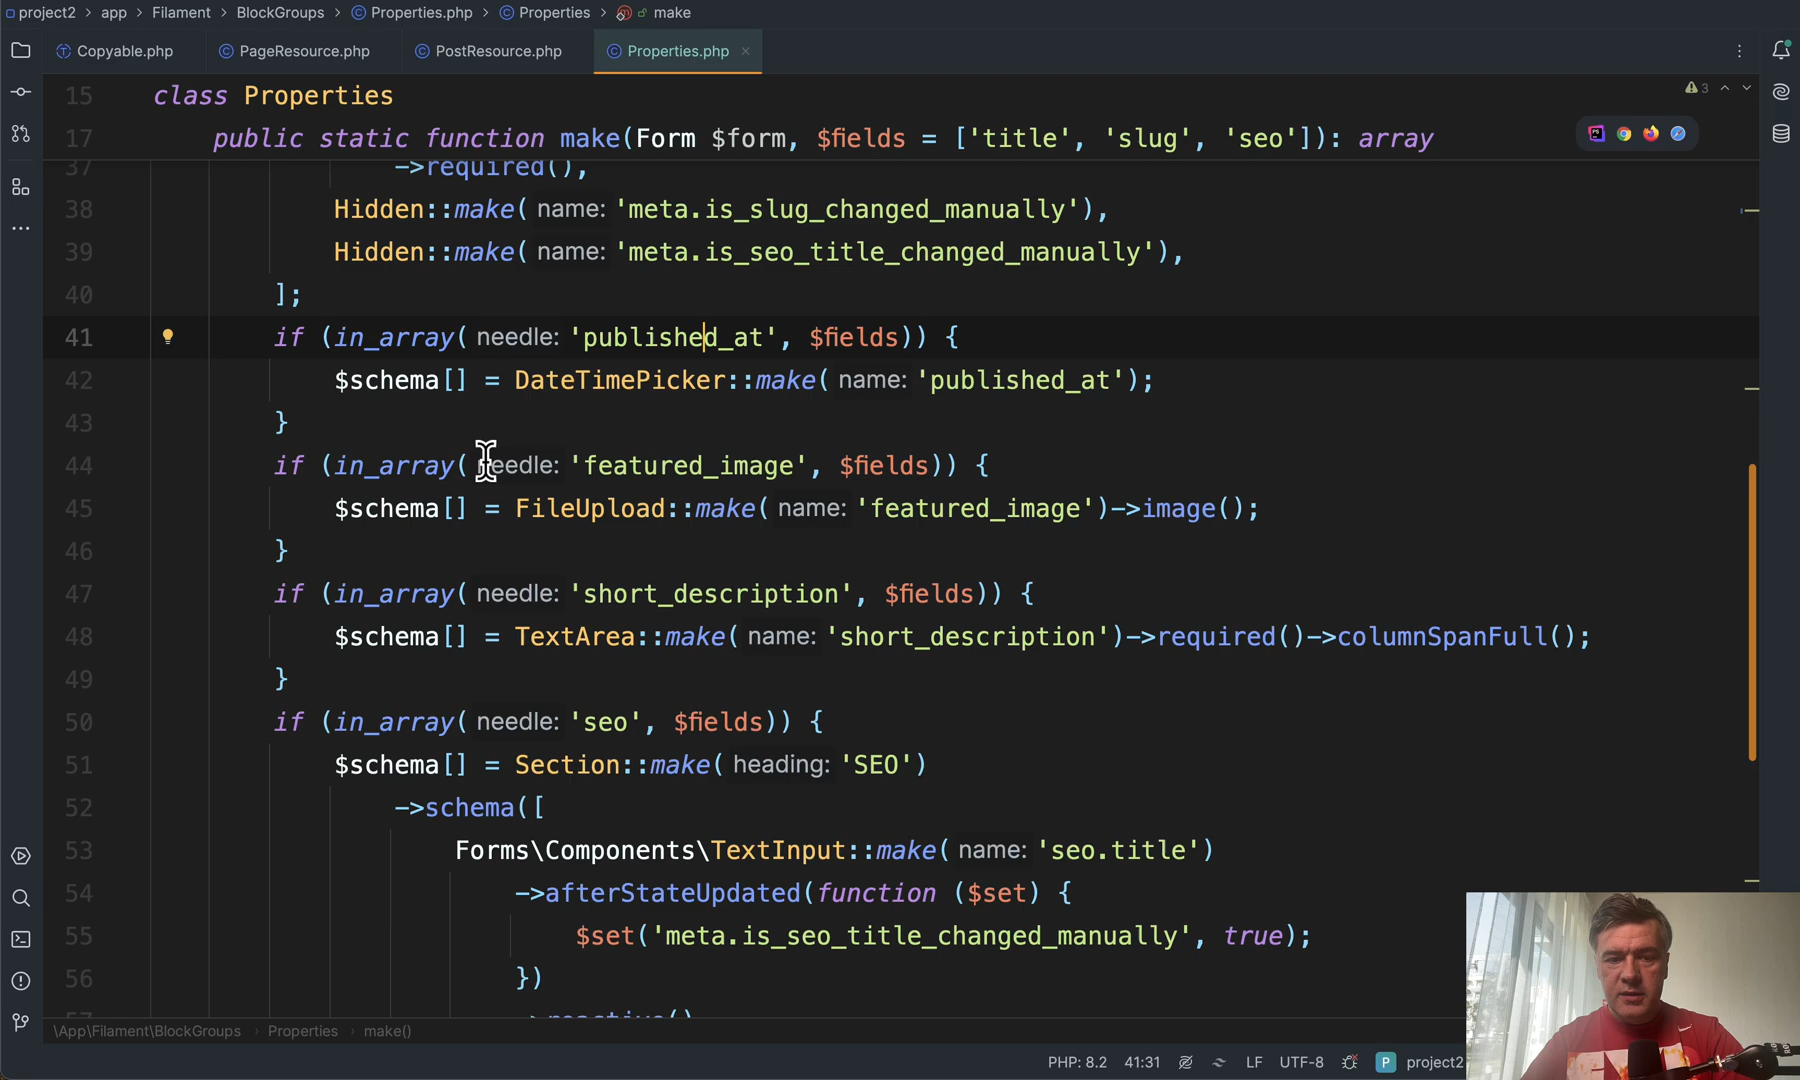 project2 > app > Filament > BlockGroups > Properties.php > Properties > make
Copyable.php PageResource.php PostResource.php Properties.php ×
15 class Properties
3
17 public static function make(Form $form, $fields = ['title', 'slug', 'seo']): array
37 ->required(),
38 Hidden::make( name: 'meta.is_slug_changed_manually'),
39 Hidden::make( name: 'meta.is_seo_title_changed_manually'),
40 ];
41 if (in_array( needle: 'published_at', $fields)) {
42 $schema[] = DateTimePicker::make( name: 'published_at');
43 }
44 if (in_array( needle: 'featured_image', $fields)) {
45 $schema[] = FileUpload::make( name: 'featured_image')->image();
46 }
47 if (in_array( needle: 'short_description', $fields)) {
48 $schema[] = TextArea::make( name: 'short_description')->required()->columnSpanFull();
49 }
50 if (in_array( needle: 'seo', $fields)) {
51 $schema[] = Section::make( heading: 'SEO')
52 ->schema([
53 Forms\Components\TextInput::make( name: 'seo.title')
54 ->afterStateUpdated(function ($set) {
55 $set('meta.is_seo_title_changed_manually', true);
56 })
57 ->reactive()
\App\Filament\BlockGroups > Properties > make()
PHP: 8.2 41:31 LF UTF-8 P project2